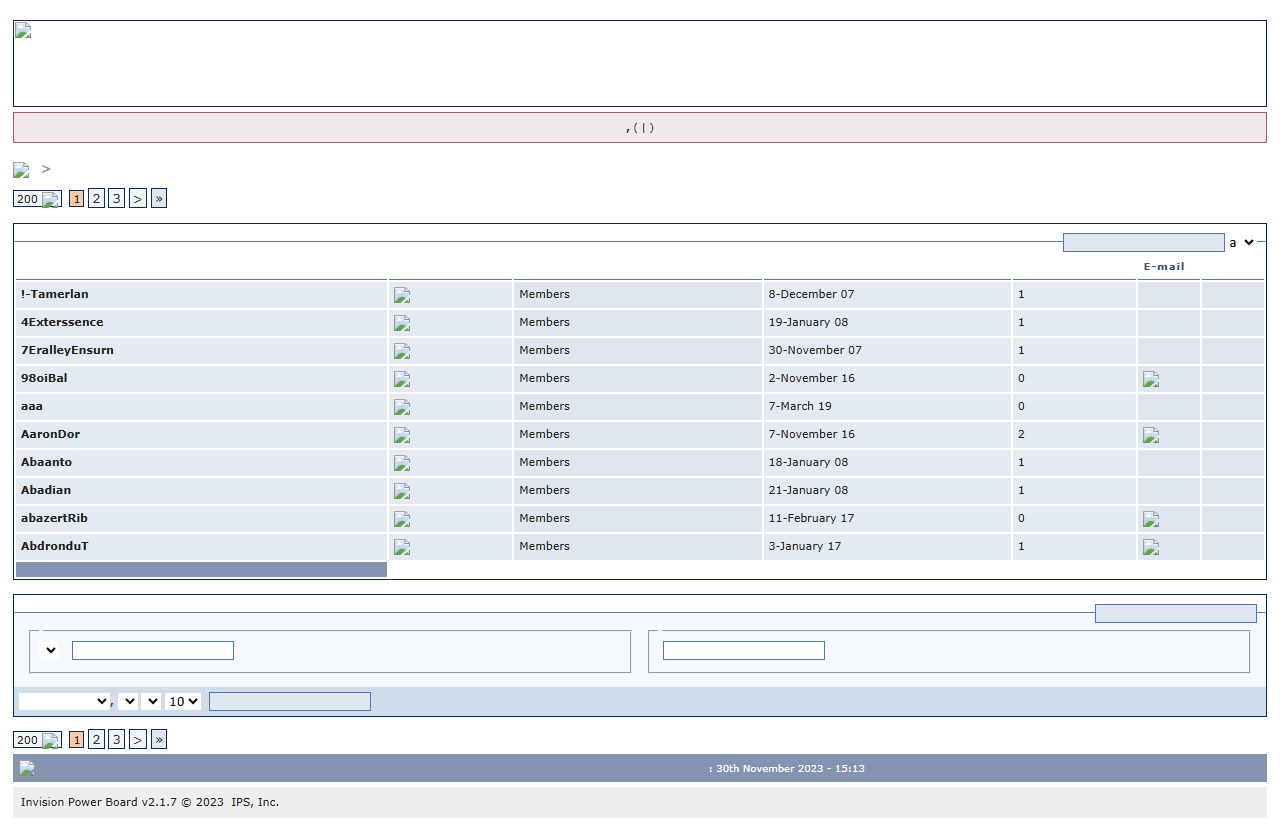 , ( | )
>
200 1 2 3 > »
a
E-mail
!-Tamerlan Members 8-December 07 1
4Exterssence Members 19-January 08 1
7EralleyEnsurn Members 30-November 07 1
98oiBal Members 2-November 16 0
aaa Members 7-March 19 0
AaronDor Members 7-November 16 2
Abaanto Members 18-January 08 1
Abadian Members 21-January 08 1
abazertRib Members 11-February 17 0
AbdronduT Members 3-January 17 1
, 10
200 1 2 3 > »
: 30th November 2023 - 15:13
Invision Power Board v2.1.7 © 2023 IPS, Inc.